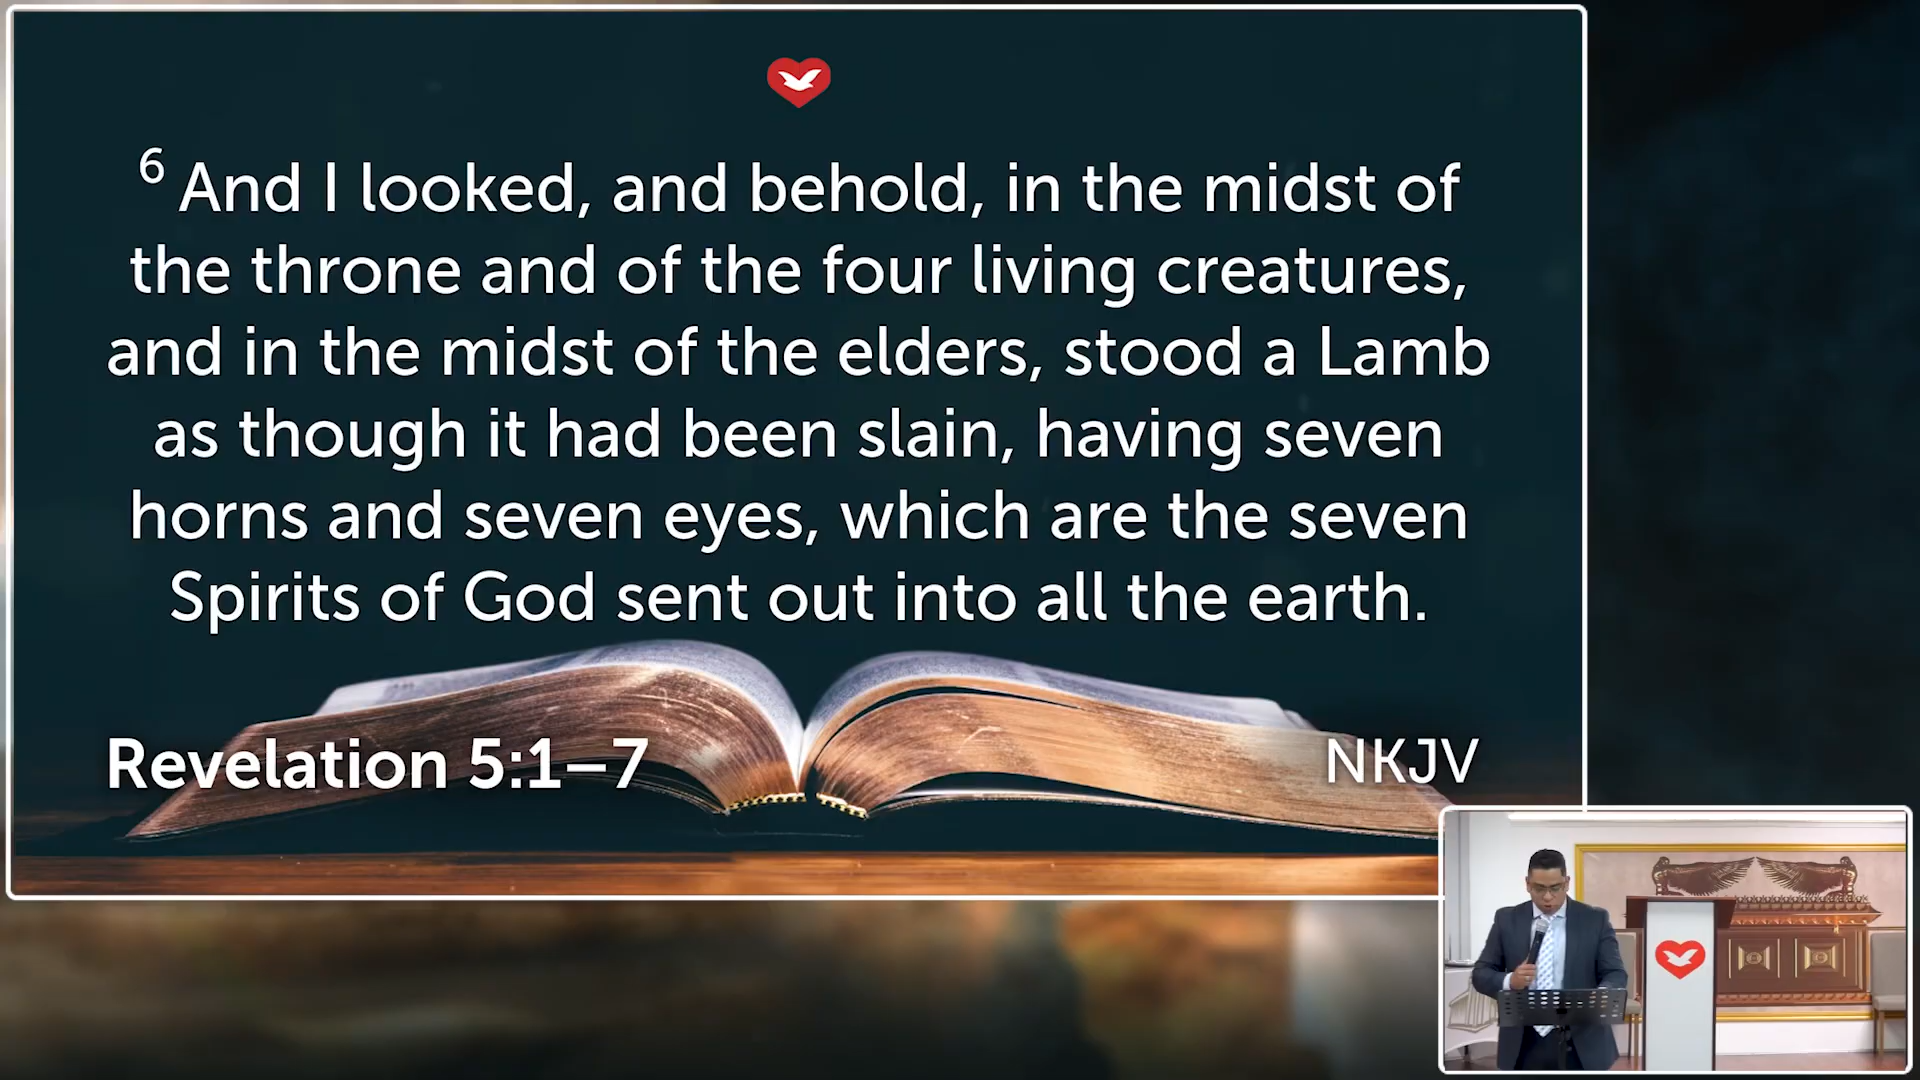 6 And I looked, and behold, in the midst of
the throne and of the four living creatures,
and in the midst of the elders, stood a Lamb
as though it had been slain, having seven
horns and seven eyes, which are the seven
Spirits of God sent out into all the earth.
Revelation 5:1–7
NKJV